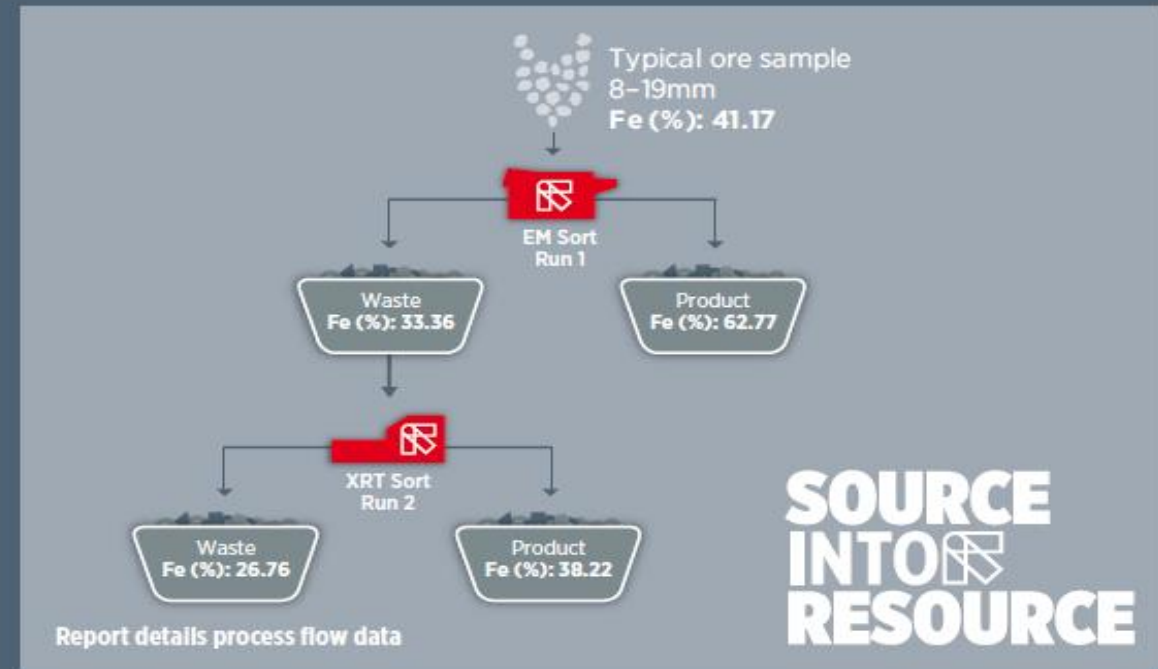 Typical ore sample
8–19mm
Fe (%): 41.17
EM Sort
Run 1
Waste
Fe (%): 33.36
Product
Fe (%): 62.77
XRT Sort
Run 2
Waste
Fe (%): 26.76
Product
Fe (%): 38.22
Report details process flow data
SOURCE
INTO
RESOURCE